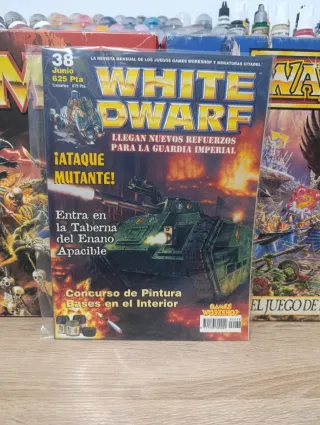 LA REVISTA MENSUAL DE LOS JUEGOS GAMES WORKSHOP Y MINIATURAS CITADEL
38
Junio
625 Pta
WHITE
DWARF
LLEGAN NUEVOS REFUERZOS
PARA LA GUARDIA IMPERIAL
¡ATAQUE
MUTANTE!
Entra en
la Taberna
del Enano
Apacible
Concurso de Pintura
Bases en el Interior
GAMES
WORKSHOP
EL JUEGO DE